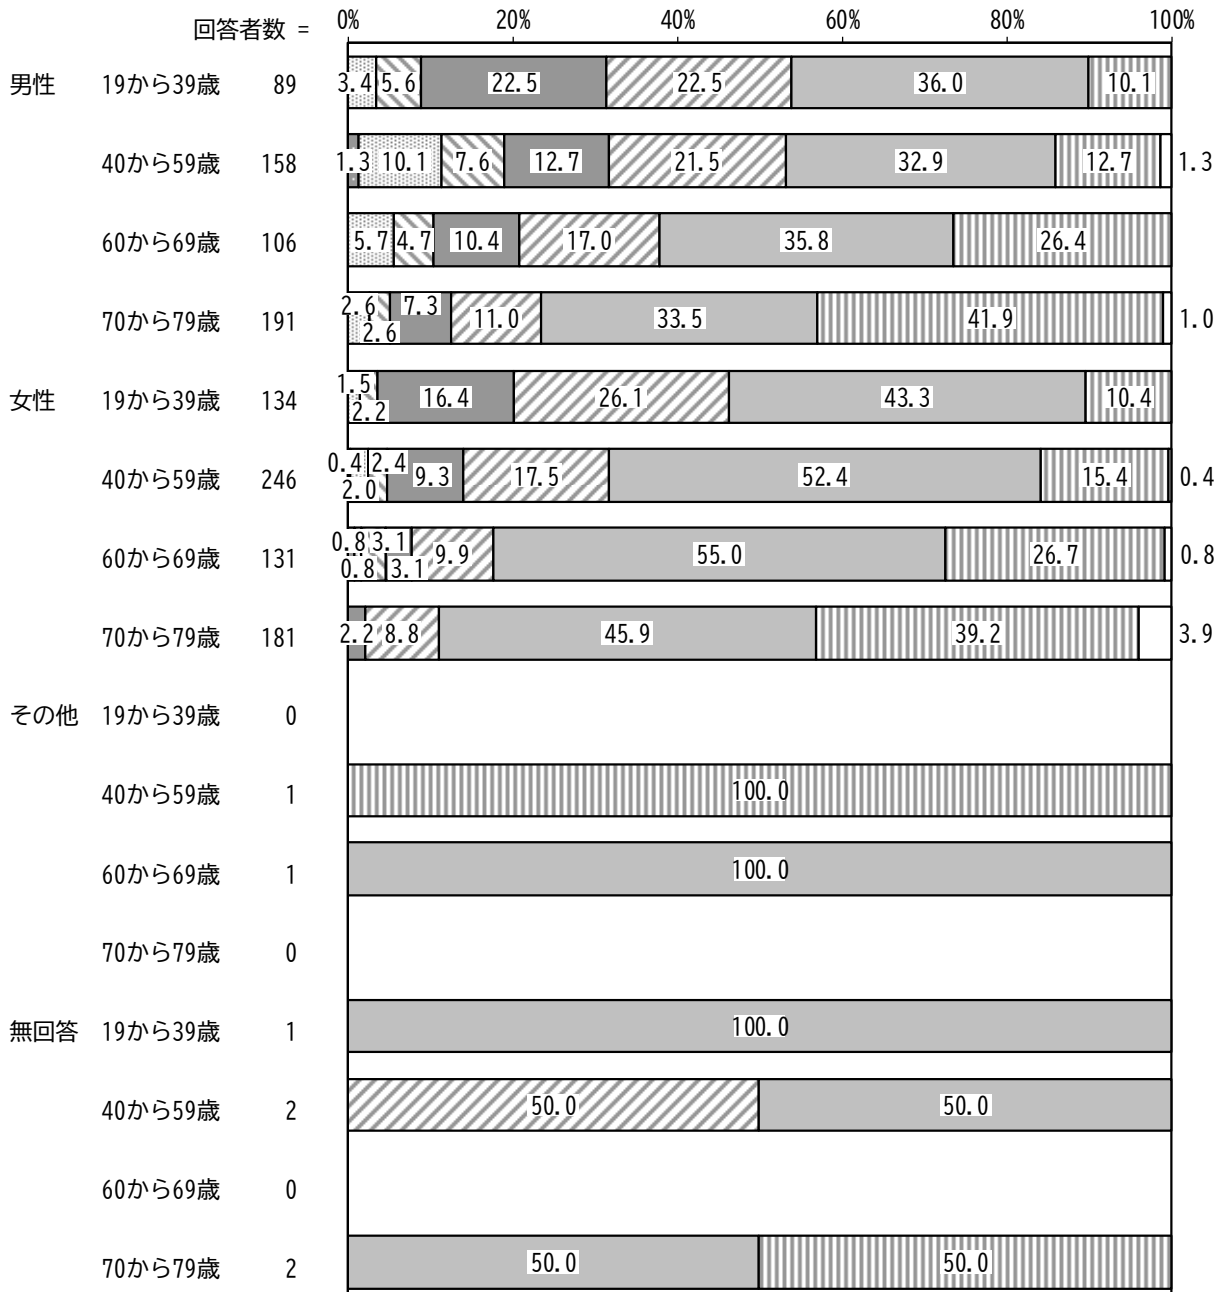 回答者数 = 0% 20% 40% 60% 80% 100%
男性 19から39歳 89 3.4 5.6 22.5 22.5 36.0 10.1
40から59歳 158 1.3 10.1 7.6 12.7 21.5 32.9 12.7 1.3
60から69歳 106 5.7 4.7 10.4 17.0 35.8 26.4
70から79歳 191 2.6 2.6 7.3 11.0 33.5 41.9 1.0
女性 19から39歳 134 1.5 2.2 16.4 26.1 43.3 10.4
40から59歳 246 0.4 2.0 2.4 9.3 17.5 52.4 15.4 0.4
60から69歳 131 0.8 0.8 3.1 3.1 9.9 55.0 26.7 0.8
70から79歳 181 2.2 8.8 45.9 39.2 3.9
その他 19から39歳 0
40から59歳 1 100.0
60から69歳 1 100.0
70から79歳 0
無回答 19から39歳 1 100.0
40から59歳 2 50.0 50.0
60から69歳 0
70から79歳 2 50.0 50.0